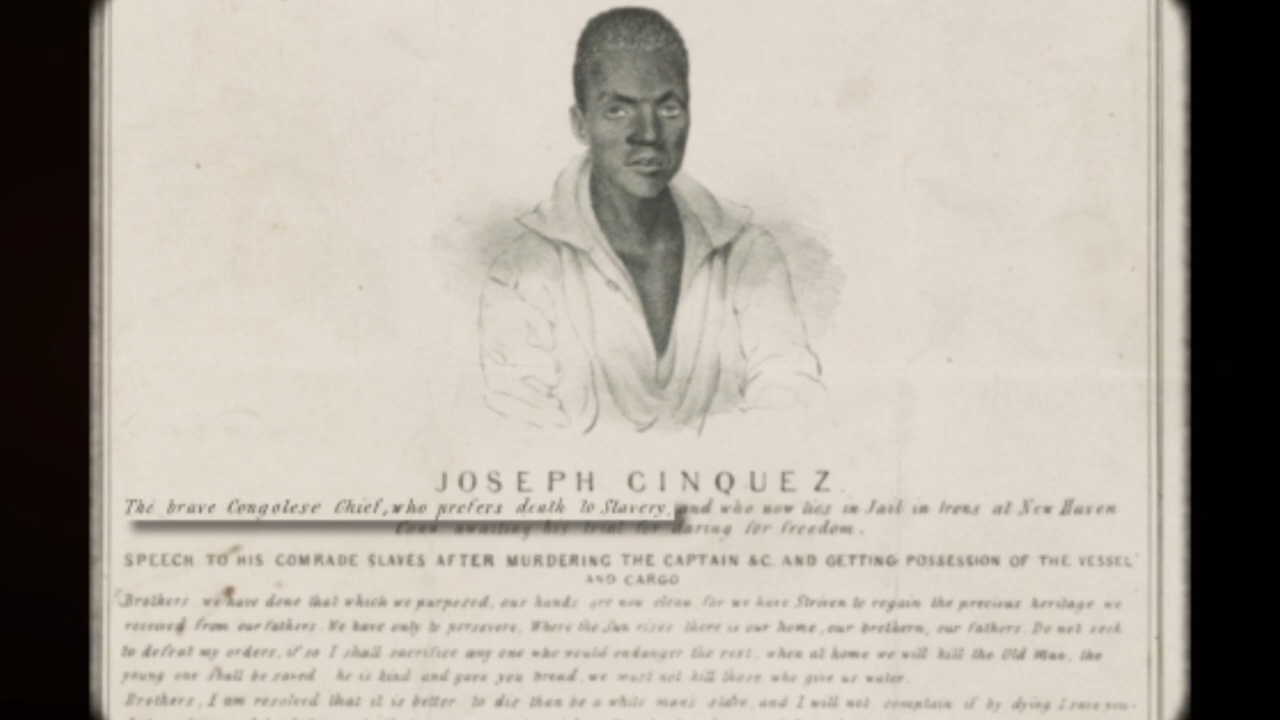 JOSEPH CINQUEZ.
The brave Congolese Chief, who prefers death to Slavery, and who now lies in Jail in Irons at New Haven
Conn awaiting his trial for daring for freedom.
SPEECH TO HIS COMRADE SLAVES AFTER MURDERING THE CAPTAIN &C. AND GETTING POSSESSION OF THE VESSEL
AND CARGO
Brothers, we have done that which we purposed, our hands are now clean for we have Striven to regain the precious heritage we
received from our fathers. We have only to persevere. Where the Sun rises there is our home, our brethern, our fathers. Do not seek
to defeat my orders, if so I shall sacrifice any one who would endanger the rest, when at home we will kill the Old Man, the
young one shall be saved he is kind and gave you bread, we must not kill those who give us water.
Brothers, I am resolved that it is better to die than be a white man's slave, and I will not complain if by dying I save you-